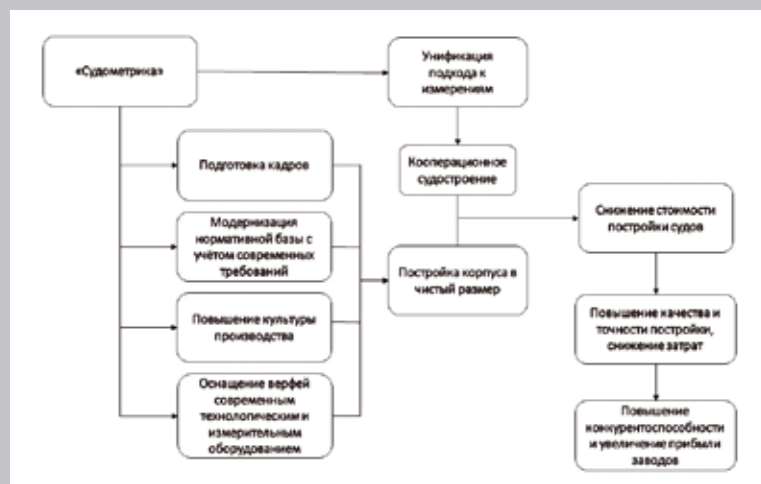 «Судометрика»
Унификация
подхода к
измерениям
Подготовка кадров
Кооперационное
судостроение
Модернизация
нормативной базы с
учётом современных
требований
Снижение стоимости
постройки судов
Постройка корпуса в
чистый размер
Повышение культуры
производства
Повышение качества и
точности постройки,
снижение затрат
Оснащение верфей
современным
технологическим и
измерительным
оборудованием
Повышение
конкурентоспособности
и увеличение прибыли
заводов